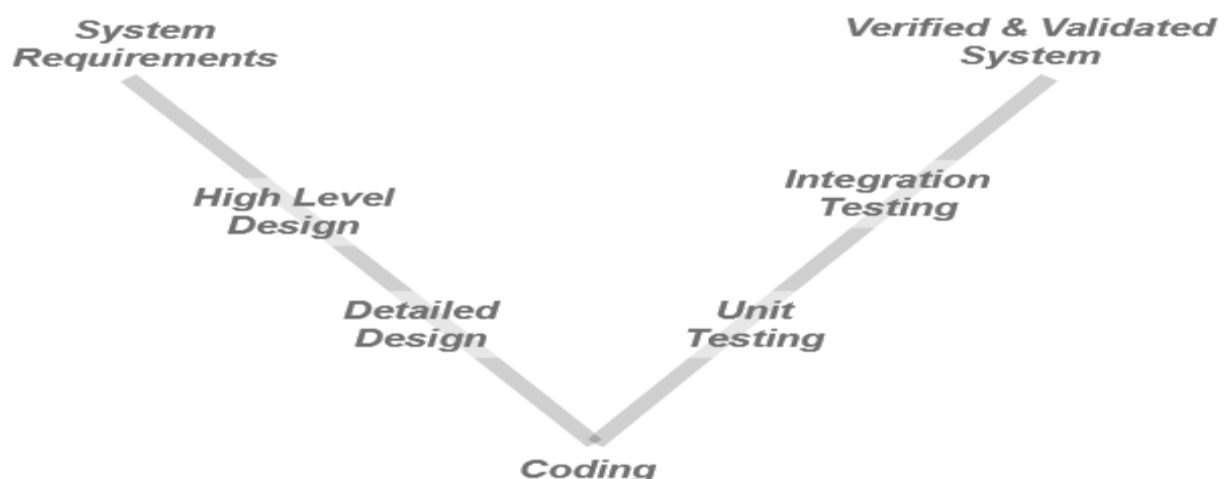 System
Requirements
Verified & Validated
System
High Level
Design
Integration
Testing
Detailed
Design
Unit
Testing
Coding